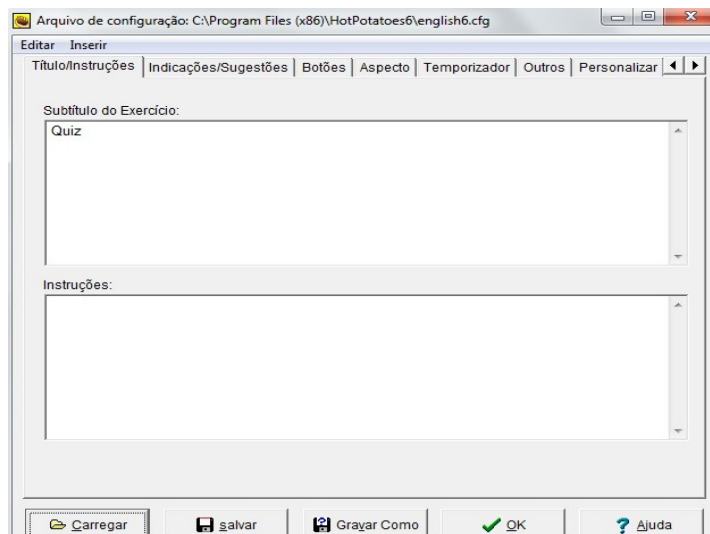 Arquivo de configuração: C:\Program Files (x86)\HotPotatoes6\english6.cfg
Editar Inserir
Título/Instruções Indicações/Sugestões Botões Aspecto Temporizador Outros Personalizar
Subtítulo do Exercício:
Quiz
Instruções:
Carregar salvar Gravar Como OK Ajuda